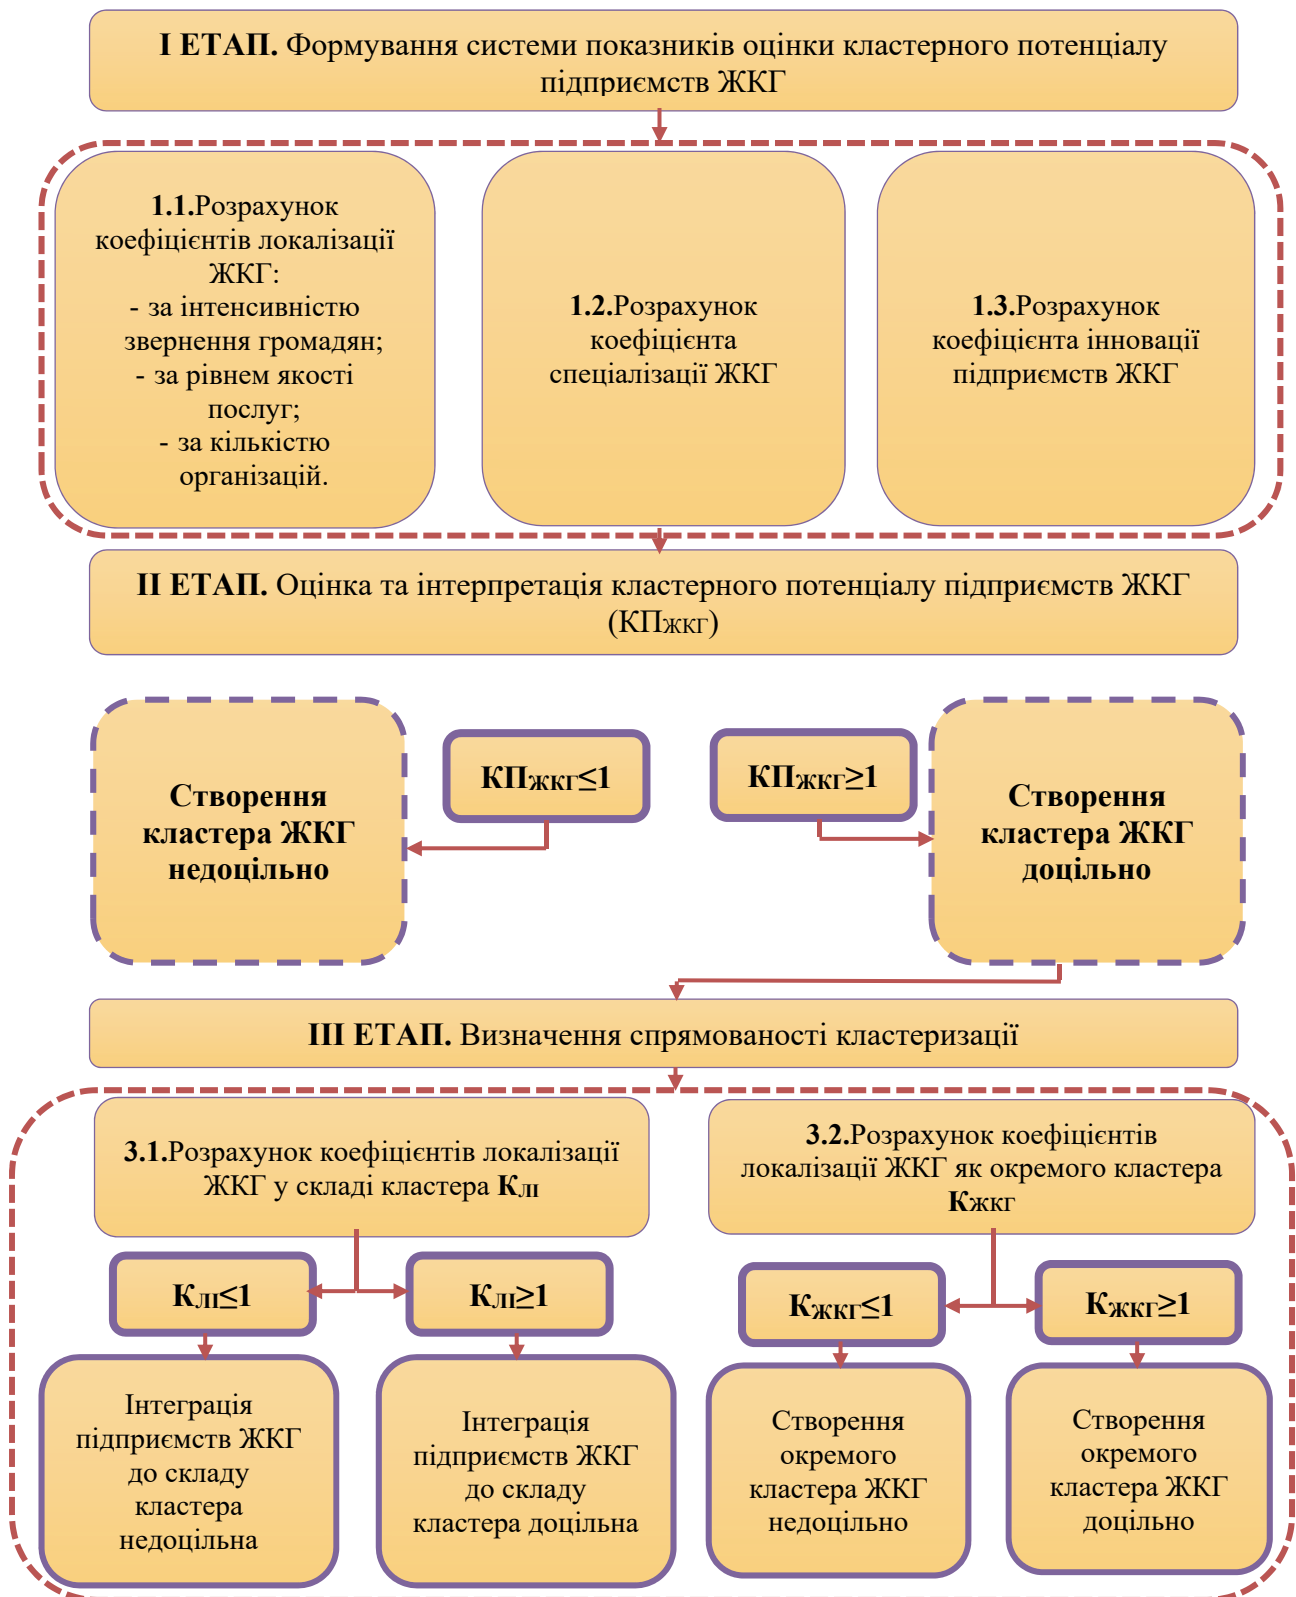 І ЕТАП. Формування системи показників оцінки кластерного потенціалу
підприємств ЖКГ
1.1.Розрахунок
коефіцієнтів локалізації
ЖКГ:
- за інтенсивністю
звернення громадян;
- за рівнем якості
послуг;
- за кількістю
організацій.
1.2.Розрахунок
коефіцієнта
спеціалізації ЖКГ
1.3.Розрахунок
коефіцієнта інновації
підприємств ЖКГ
ІІ ЕТАП. Оцінка та інтерпретація кластерного потенціалу підприємств ЖКГ
(КПЖКГ)
Створення
кластера ЖКГ
недоцільно
КПЖКГ≤1
КПЖКГ≥1
Створення
кластера ЖКГ
доцільно
ІІІ ЕТАП. Визначення спрямованості кластеризації
3.1.Розрахунок коефіцієнтів локалізації
ЖКГ у складі кластера КЛІ
3.2.Розрахунок коефіцієнтів
локалізації ЖКГ як окремого кластера
Кжкг
КЛІ≤1
КЛІ≥1
КЖКГ≤1
КЖКГ≥1
Інтеграція
підприємств ЖКГ
до складу
кластера
недоцільна
Інтеграція
підприємств ЖКГ
до складу
кластера доцільна
Створення
окремого
кластера ЖКГ
недоцільно
Створення
окремого
кластера ЖКГ
доцільно